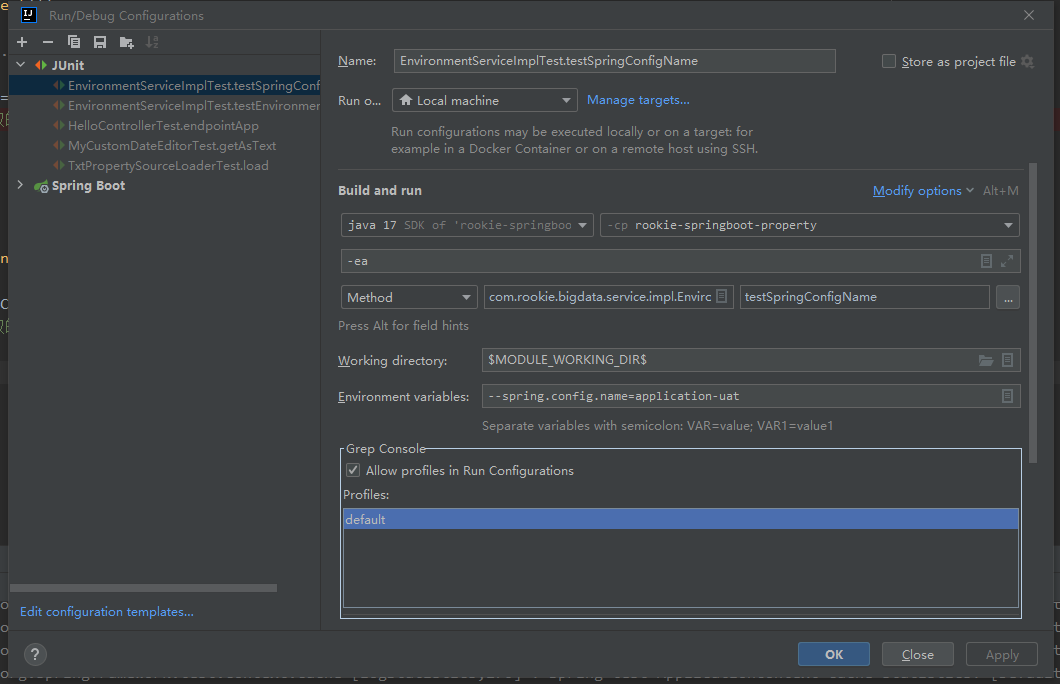 Run/Debug Configurations
JUnit
EnvironmentServiceImplTest.testSpringConf
EnvironmentServiceImplTest.testEnvironmer
HelloControllerTest.endpointApp
MyCustomDateEditorTest.getAsText
TxtPropertySourceLoaderTest.load
Spring Boot
Edit configuration templates...
Name: EnvironmentServiceImplTest.testSpringConfigName
Store as project file
Run o... Local machine Manage targets...
Run configurations may be executed locally or on a target: for
example in a Docker Container or on a remote host using SSH.
Build and run Modify options Alt+M
java 17 SDK of 'rookie-springboo -cp rookie-springboot-property
-ea
Method com.rookie.bigdata.service.impl.Envirc testSpringConfigName ...
Press Alt for field hints
Working directory: $MODULE_WORKING_DIR$
Environment variables: --spring.config.name=application-uat
Separate variables with semicolon: VAR=value; VAR1=value1
Grep Console
Allow profiles in Run Configurations
Profiles:
default
?
OK Close Apply